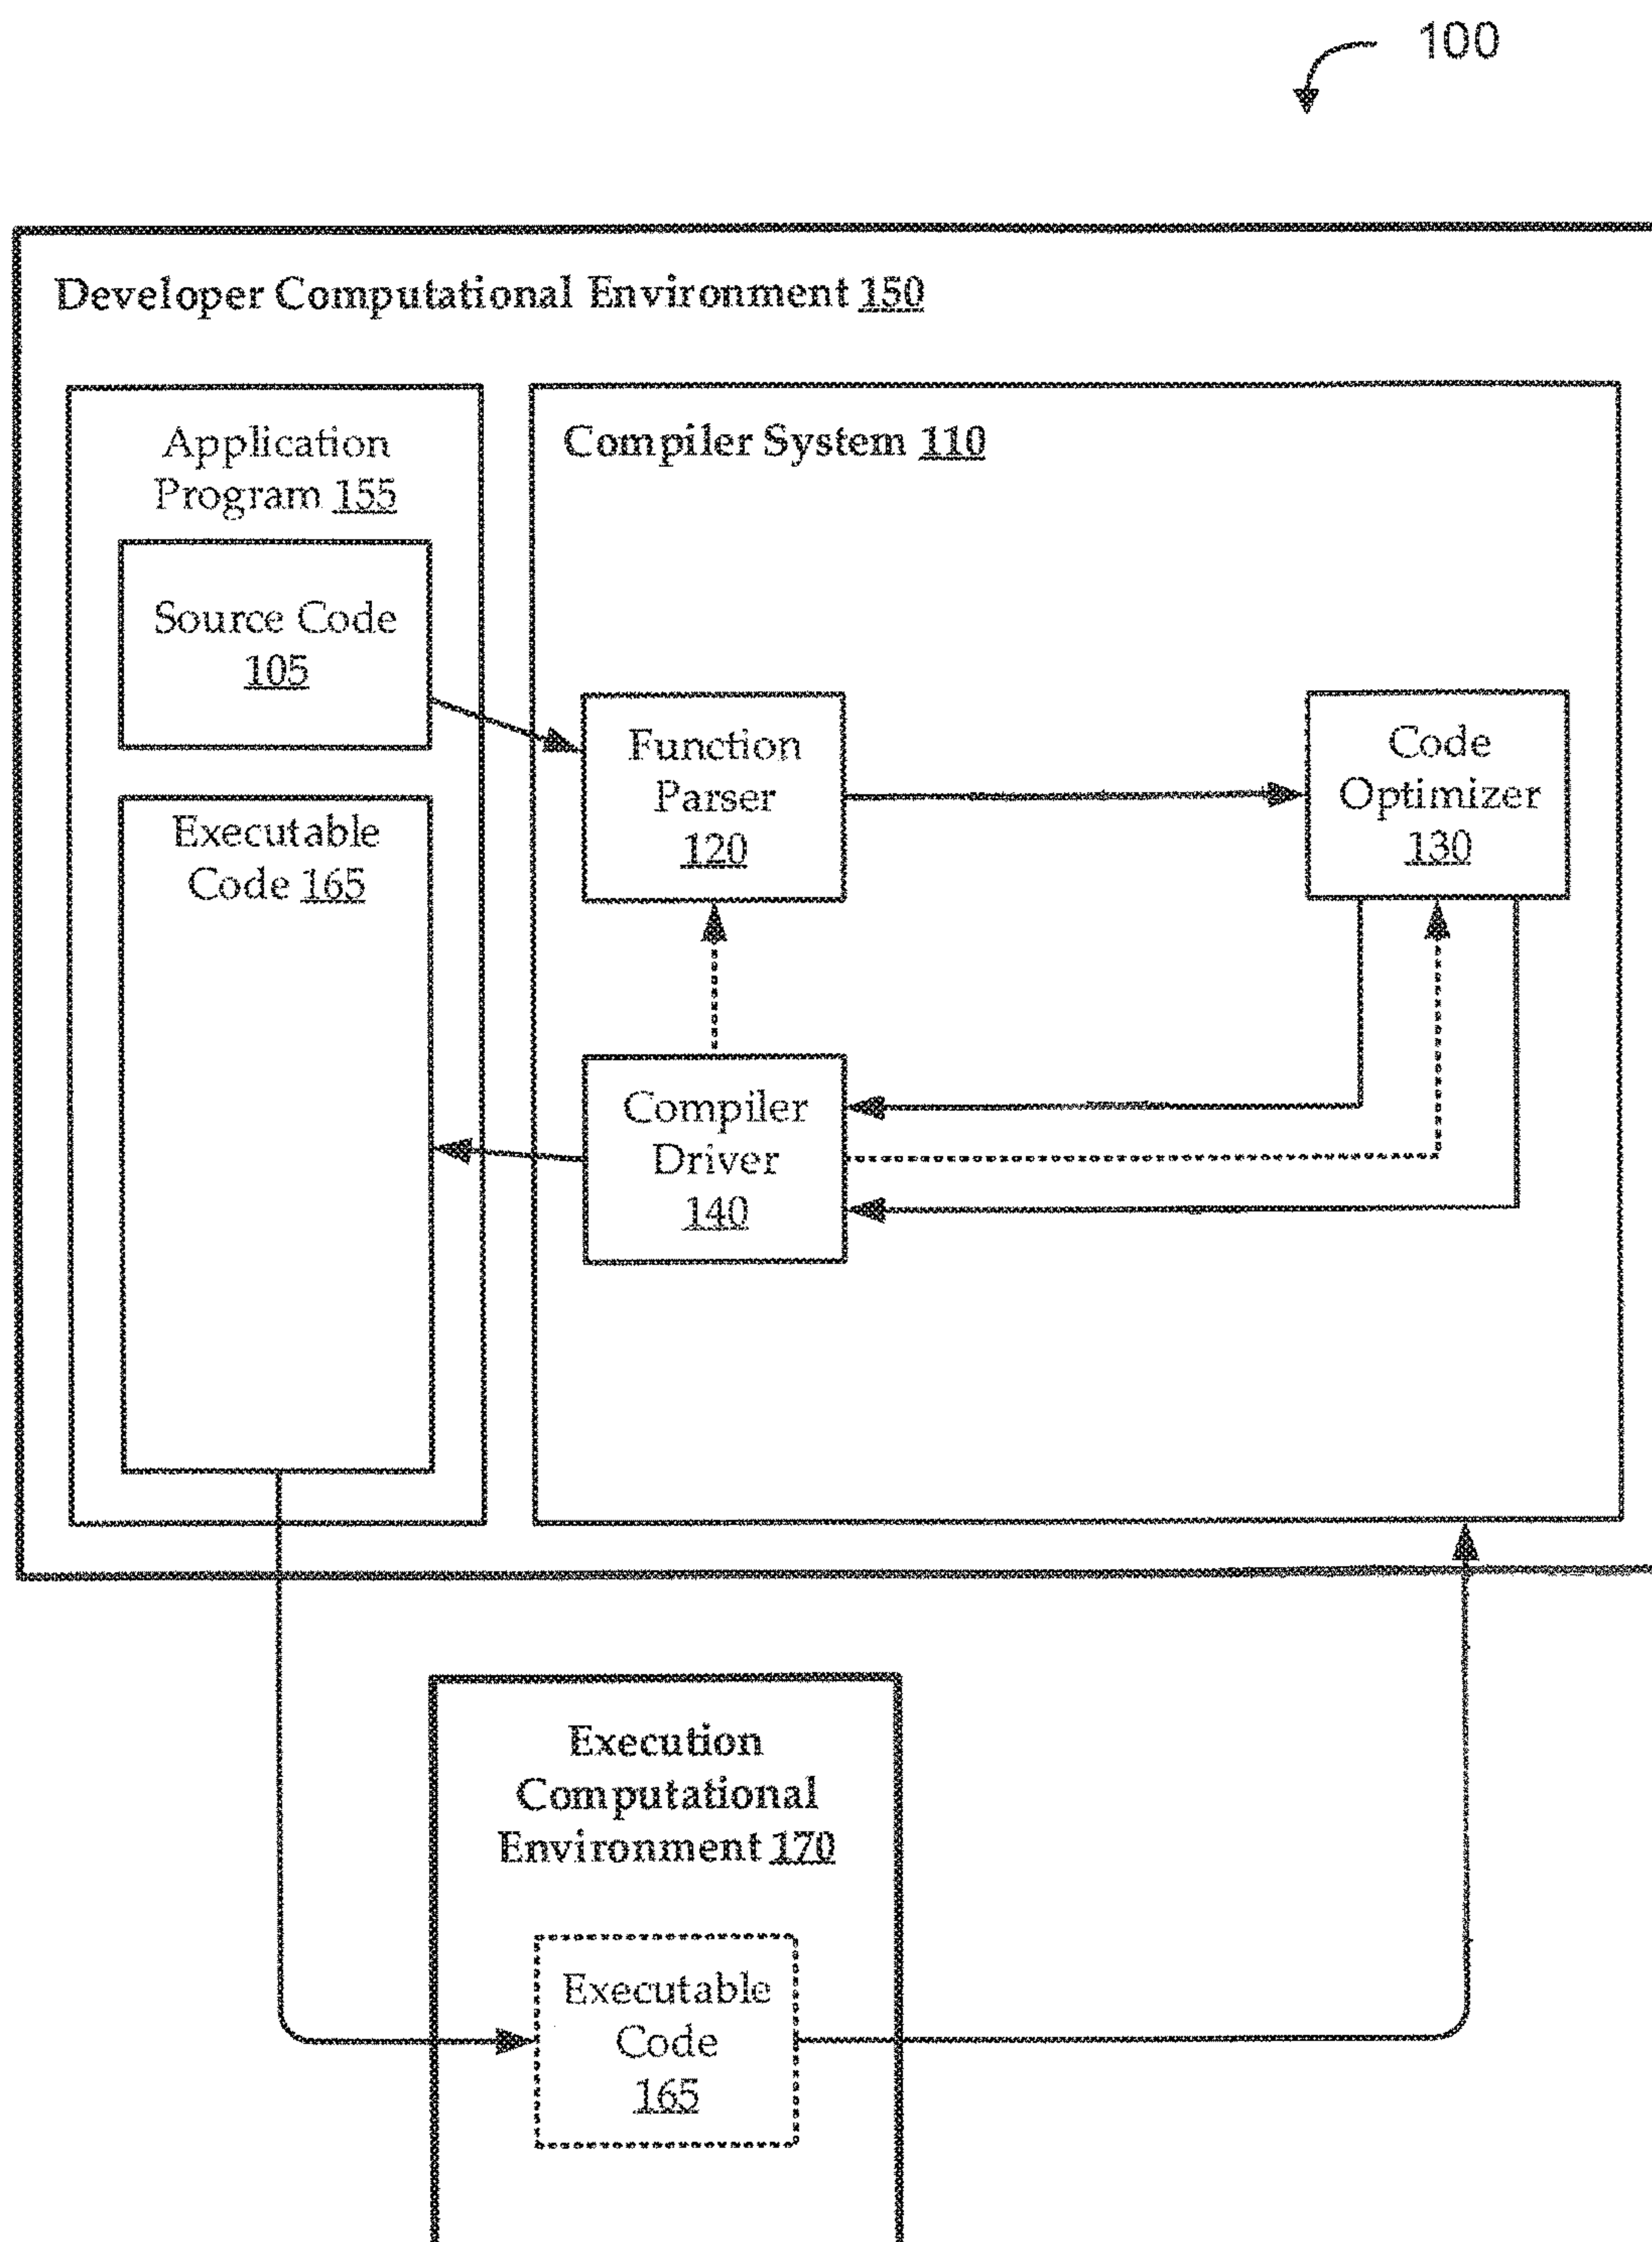 100
Developer Computational Environment 150
Application
Program 155
Source Code
105
Executable
Code 165
Compiler System 110
Function
Parser
120
Code
Optimizer
130
Compiler
Driver
140
Execution
Computational
Environment 170
Executable
Code
165